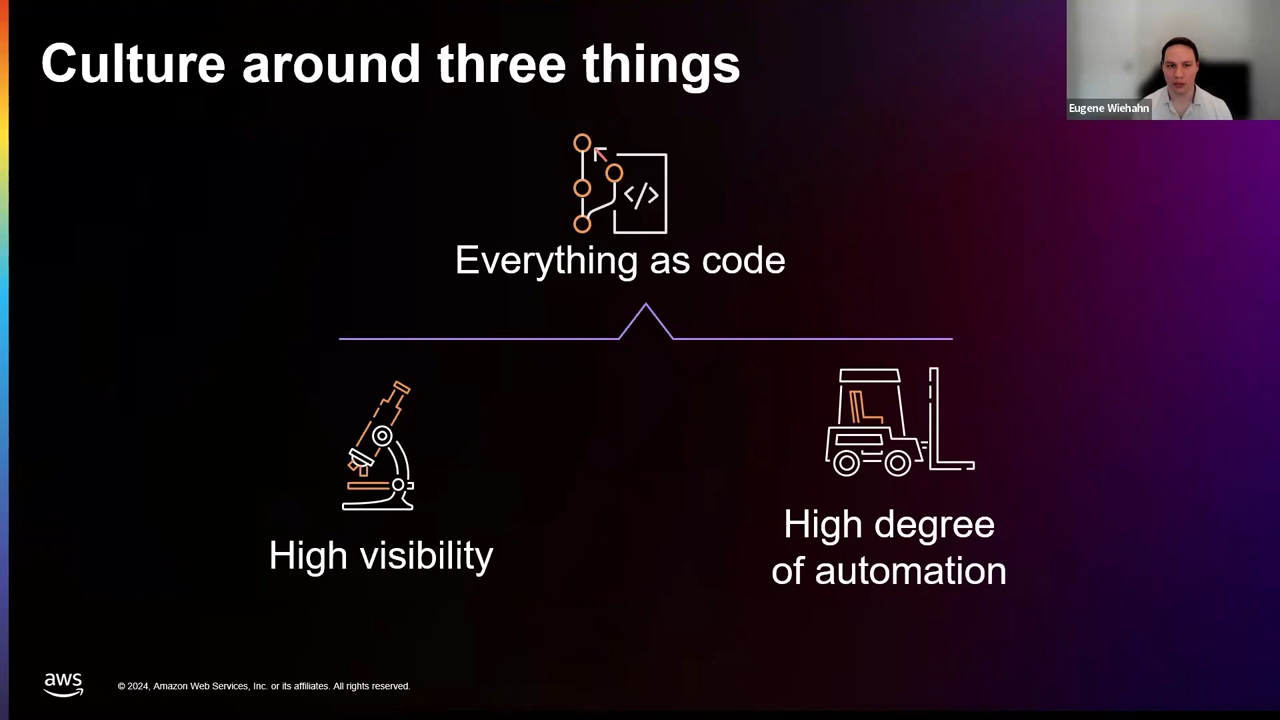 Culture around three things
Eugene Wiehahn
</>
Everything as code
High visibility
High degree
of automation
aws
© 2024, Amazon Web Services, Inc. or its affiliates. All rights reserved.